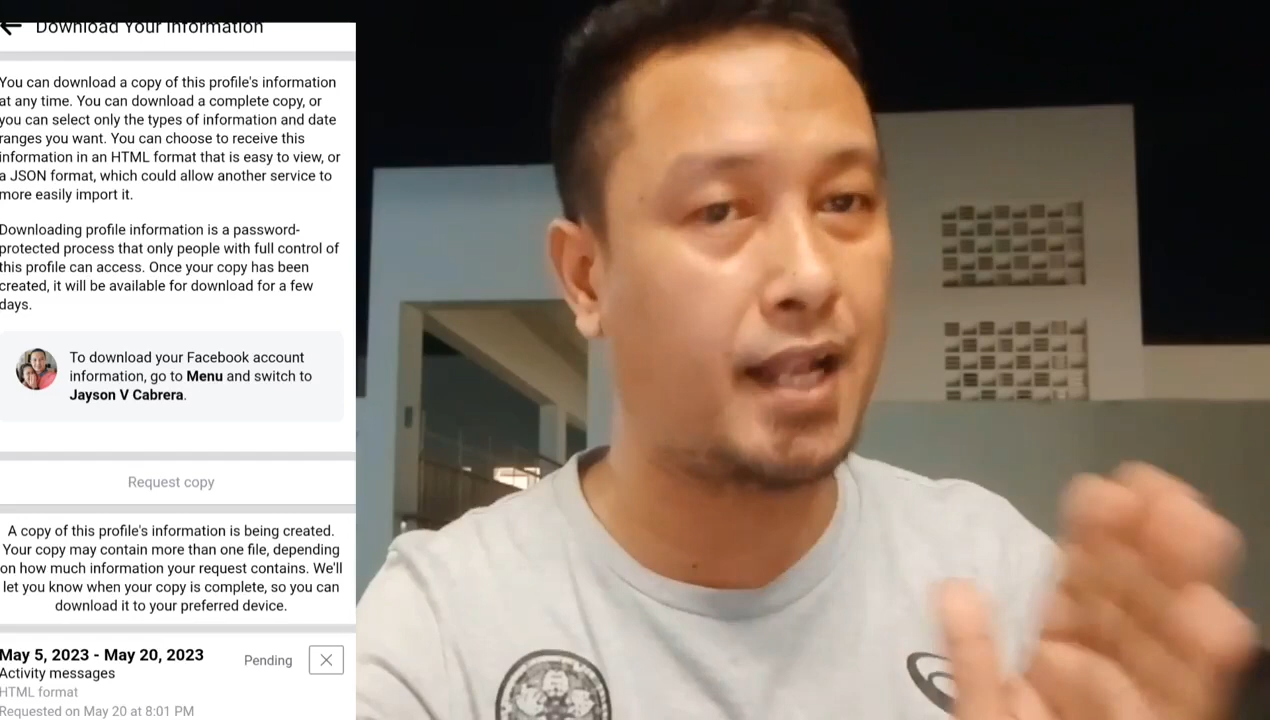 Download Your Information
You can download a copy of this profile's information
at any time. You can download a complete copy, or
you can select only the types of information and date
ranges you want. You can choose to receive this
information in an HTML format that is easy to view, or
a JSON format, which could allow another service to
more easily import it.
Downloading profile information is a password-
protected process that only people with full control of
this profile can access. Once your copy has been
created, it will be available for download for a few
days.
To download your Facebook account
information, go to Menu and switch to
Jayson V Cabrera.
Request copy
A copy of this profile's information is being created.
Your copy may contain more than one file, depending
on how much information your request contains. We'll
let you know when your copy is complete, so you can
download it to your preferred device.
May 5, 2023 - May 20, 2023
Pending
Activity messages
HTML format
Requested on May 20 at 8:01 PM